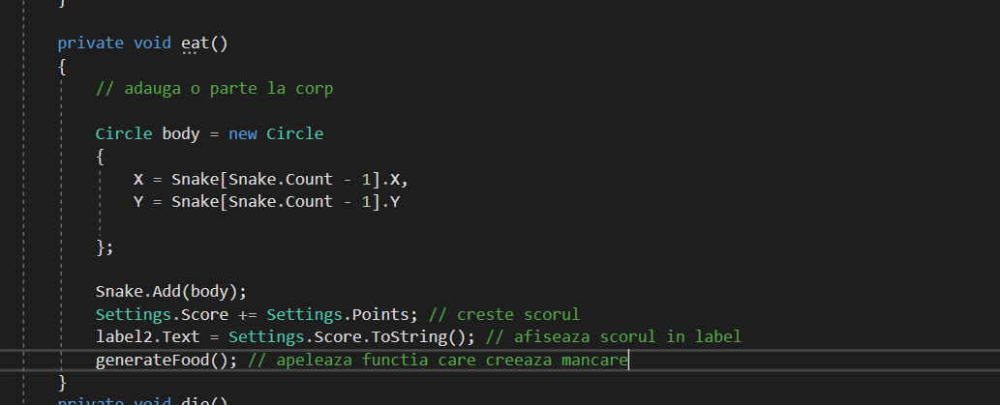 }
private void eat()
{
// adauga o parte la corp
Circle body = new Circle
{
X = Snake[Snake.Count - 1].X,
Y = Snake[Snake.Count - 1].Y
};
Snake.Add(body);
Settings.Score += Settings.Points; // creste scorul
label2.Text = Settings.Score.ToString(); // afiseaza scorul in label
generateFood(); // apeleaza functia care creeaza mancare
}
private void die()